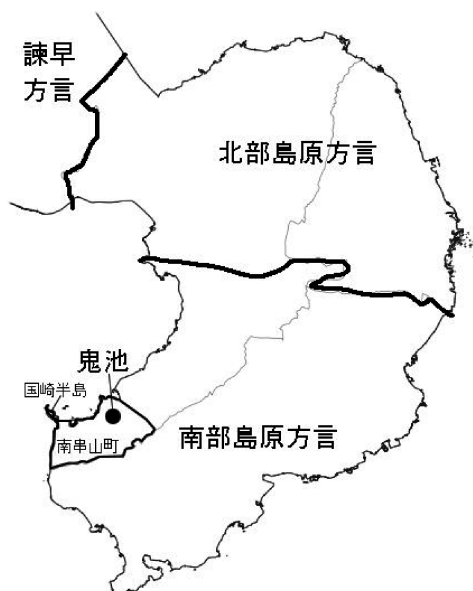 諫早
方言
北部島原方言
鬼池
国崎半島
南串山町
南部島原方言